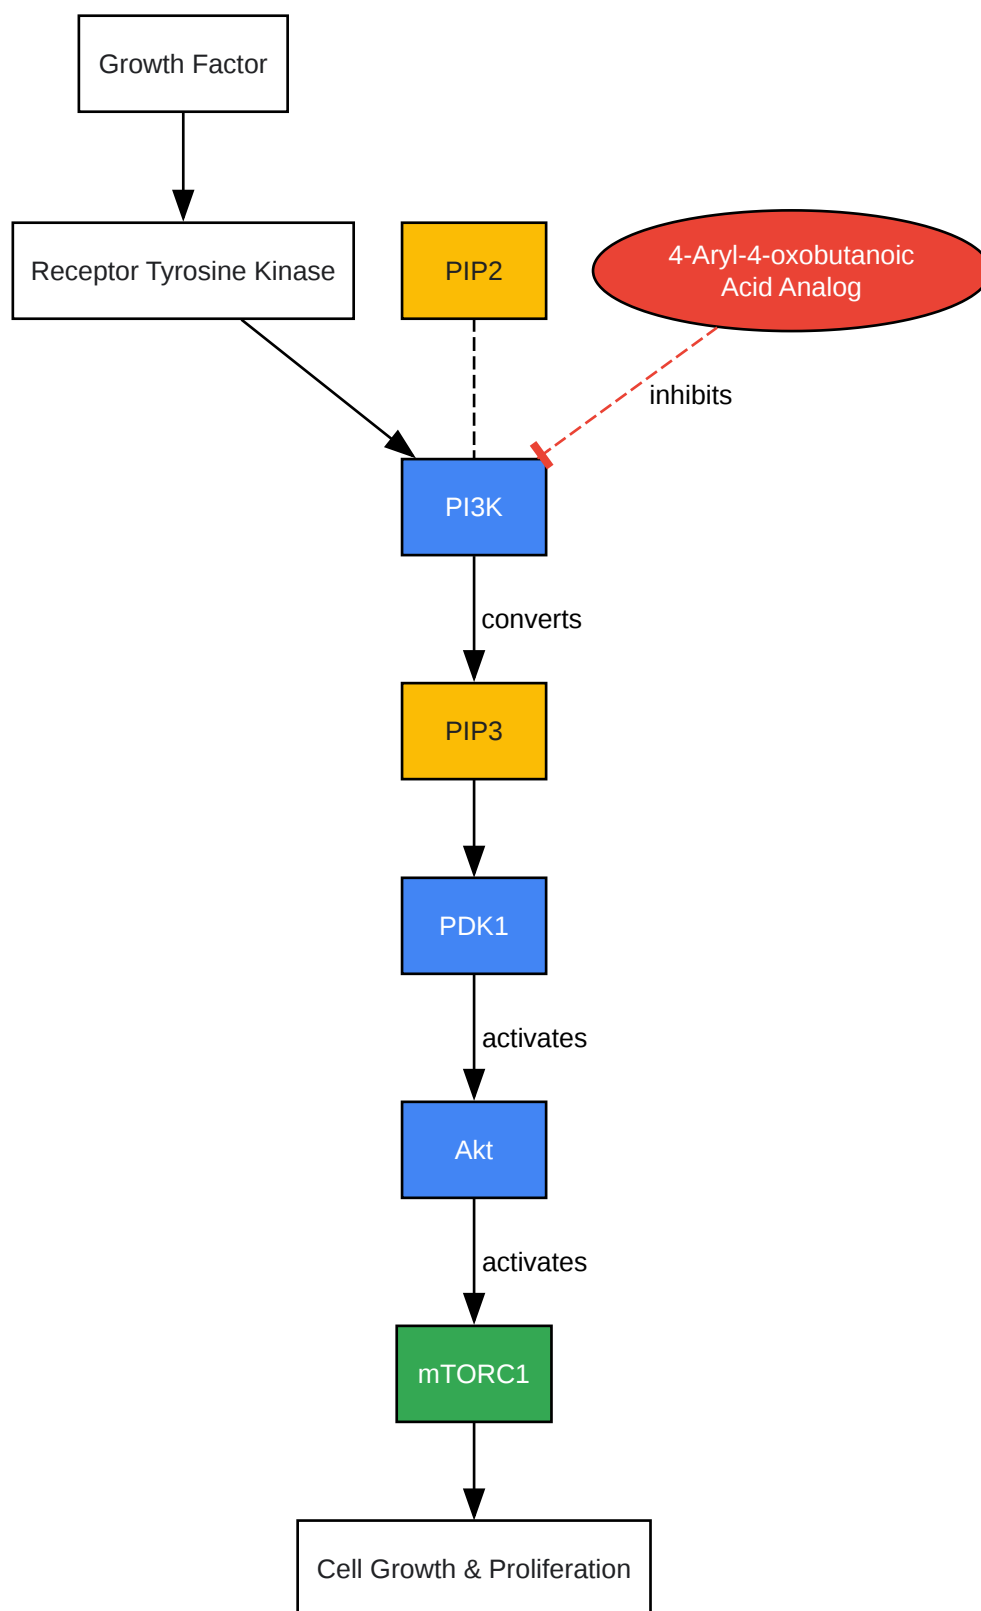 Growth Factor
Receptor Tyrosine Kinase
PIP2
4-Aryl-4-oxobutanoic
Acid Analog
inhibits
PI3K
converts
PIP3
PDK1
activates
Akt
activates
mTORC1
Cell Growth & Proliferation